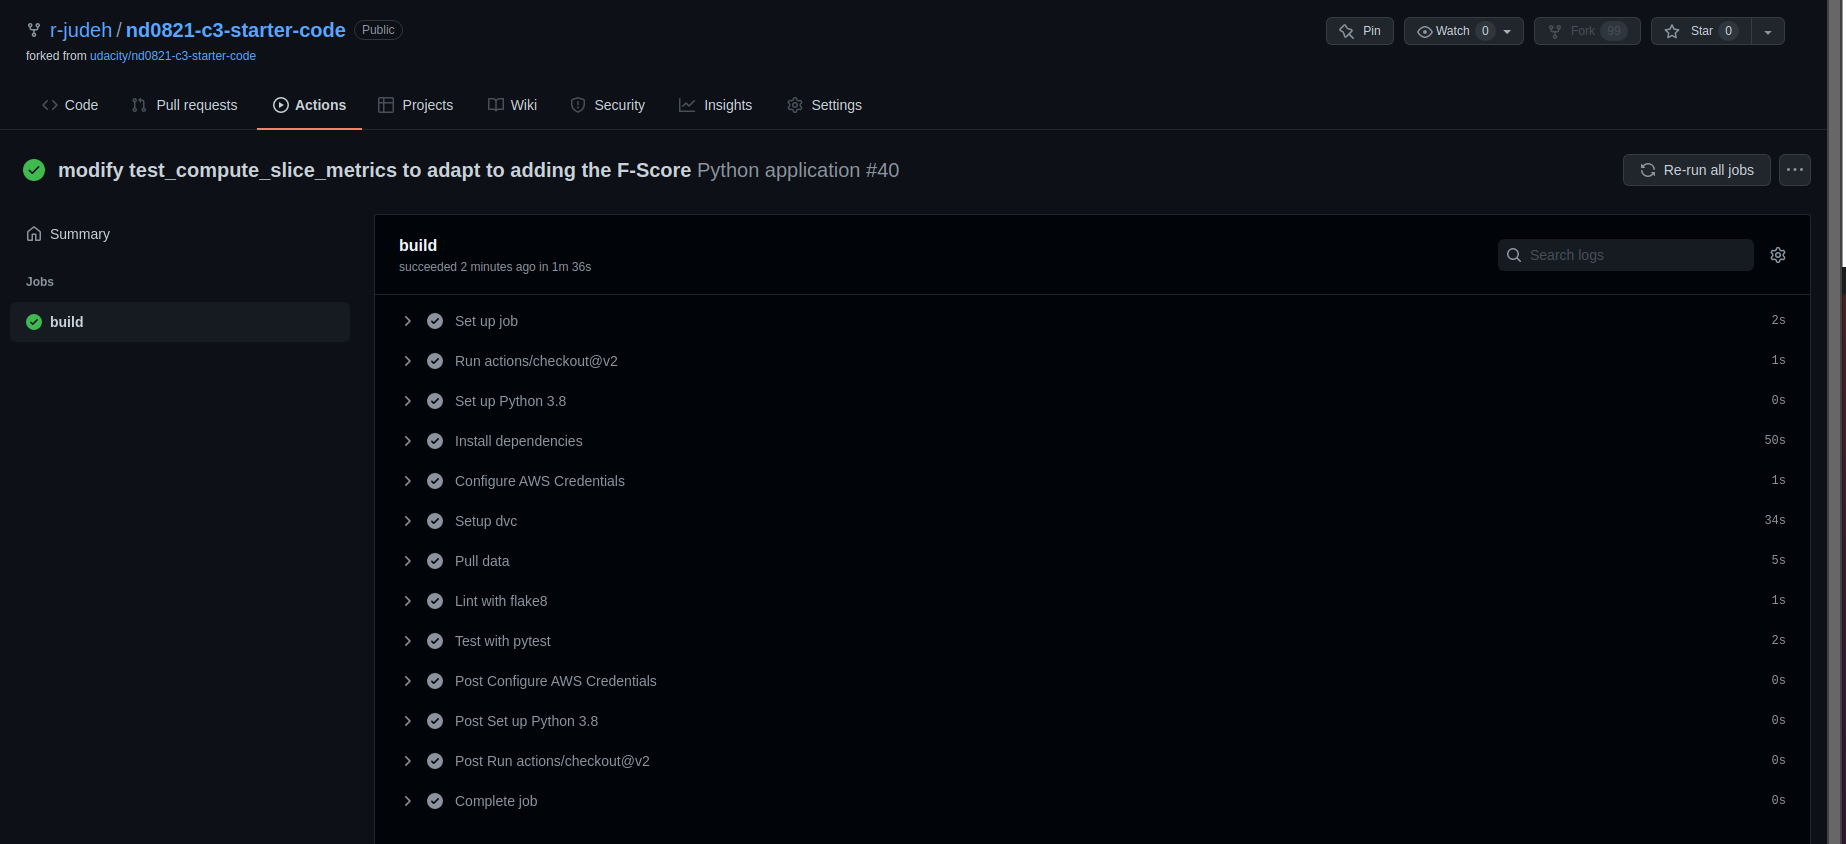 r-judeh / nd0821-c3-starter-code Public
Pin Watch 0 Fork 99 Star 0
forked from udacity/nd0821-c3-starter-code
Code Pull requests Actions Projects Wiki Security Insights Settings
modify test_compute_slice_metrics to adapt to adding the F-Score Python application #40
Re-run all jobs
Summary
Jobs
build
build
succeeded 2 minutes ago in 1m 36s
Search logs
Set up job 2s
Run actions/checkout@v2 1s
Set up Python 3.8 0s
Install dependencies 50s
Configure AWS Credentials 1s
Setup dvc 34s
Pull data 5s
Lint with flake8 1s
Test with pytest 2s
Post Configure AWS Credentials 0s
Post Set up Python 3.8 0s
Post Run actions/checkout@v2 0s
Complete job 0s